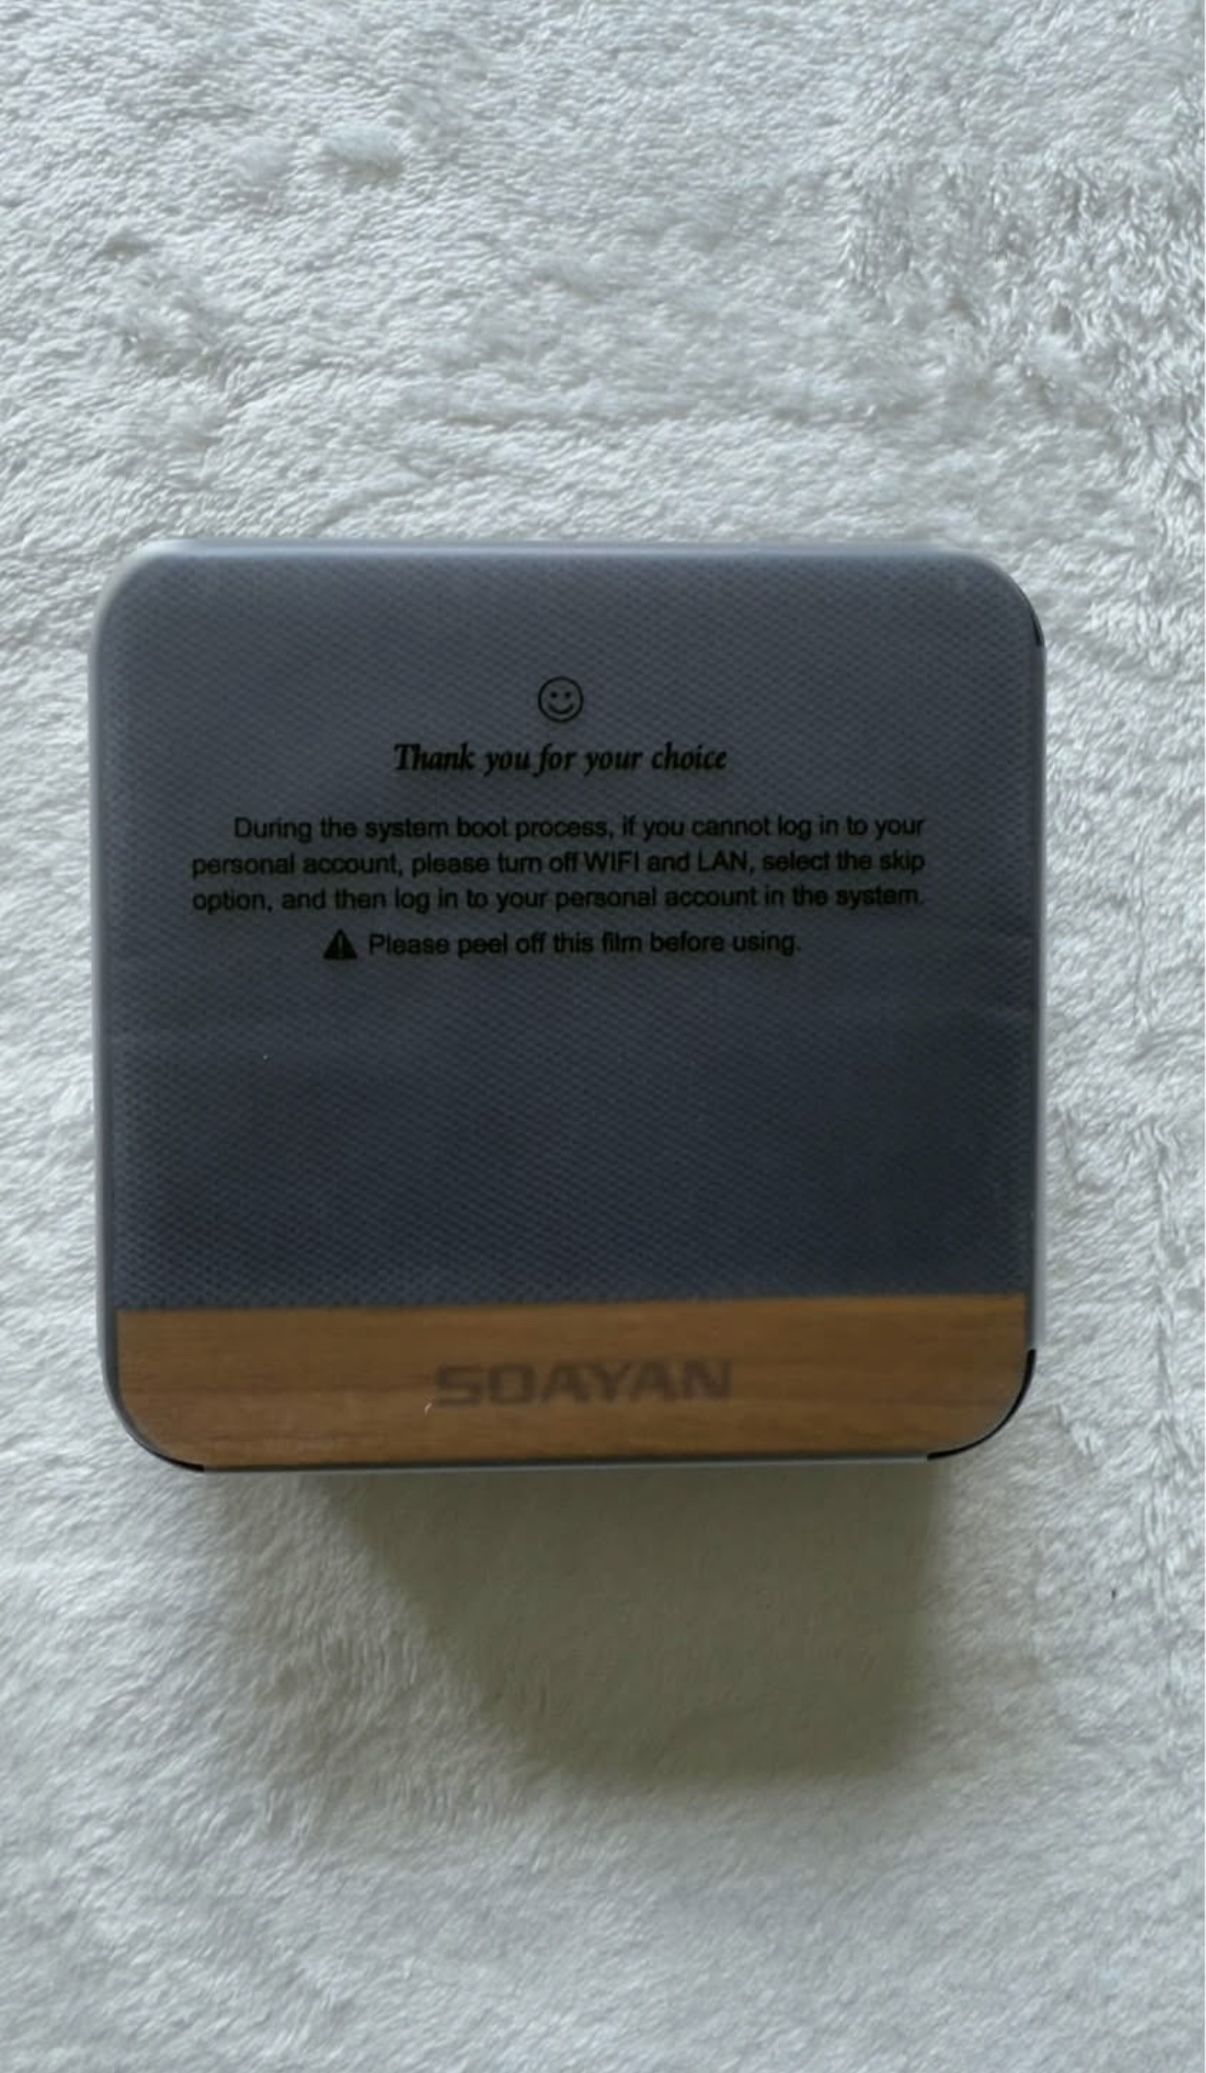 Thank you for your choice
During the system boot process, if you cannot log in to your
personal account, please turn off WIFI and LAN, select the skip
option, and then log in to your personal account in the system.
Please peel off this film before using.
SOAYAN